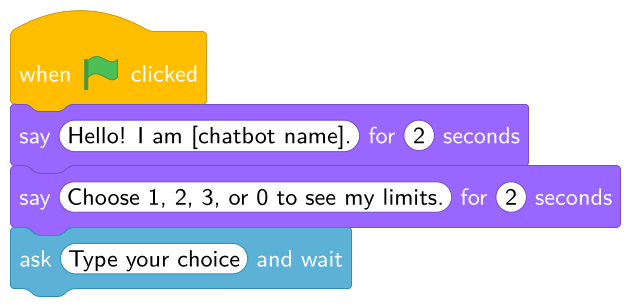 when clicked
say Hello! I am [chatbot name]. for 2 seconds
say Choose 1, 2, 3, or 0 to see my limits. for 2 seconds
ask Type your choice and wait